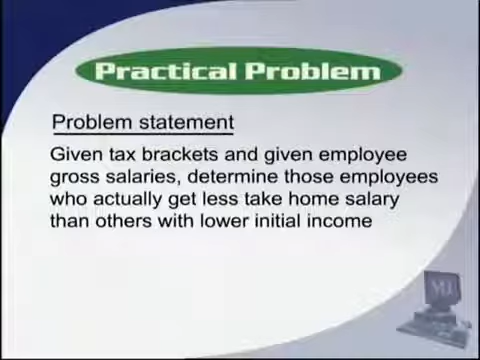 Practical Problem
Problem statement
Given tax brackets and given employee
gross salaries, determine those employees
who actually get less take home salary
than others with lower initial income
VU